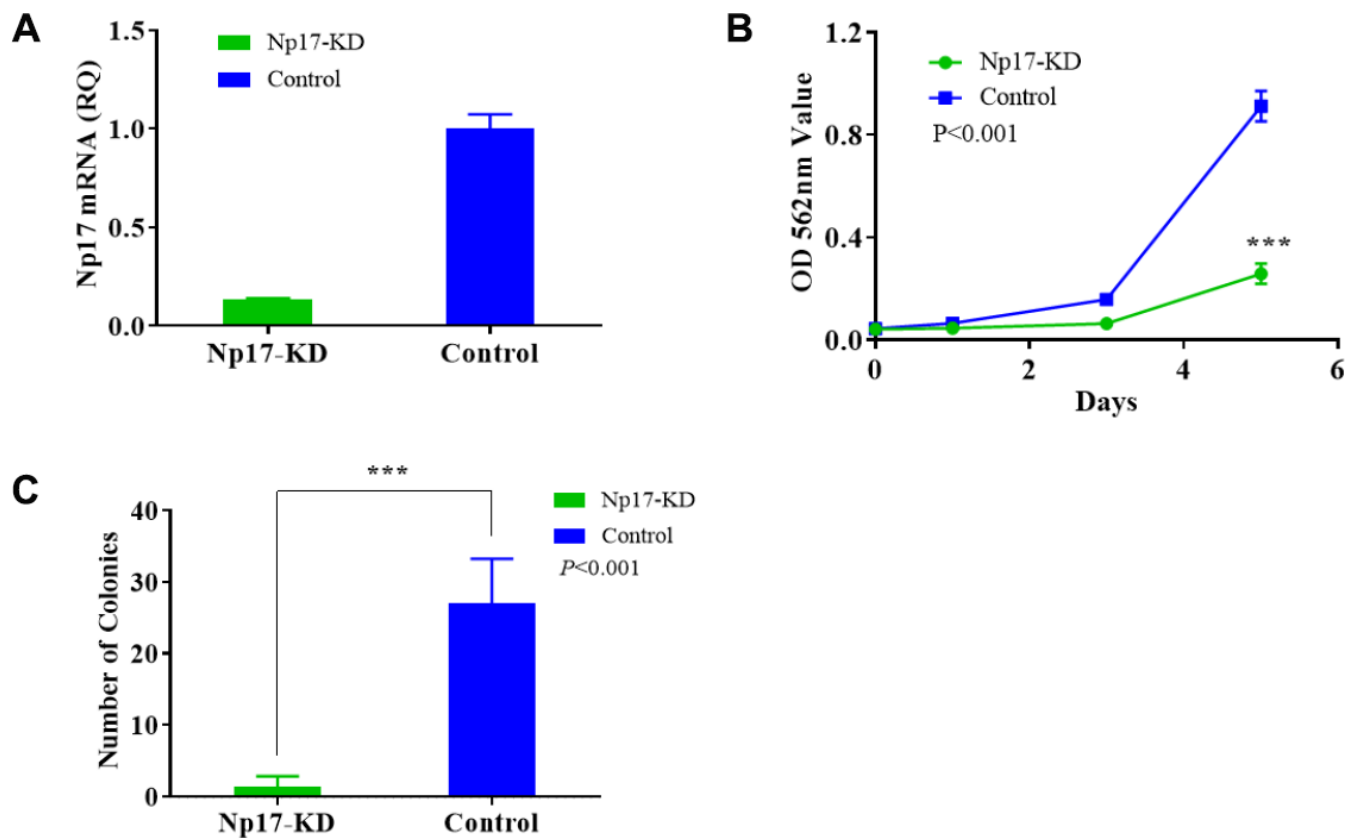 A
Np17 mRNA (RQ)
1.5
1.0
0.5
0.0
Np17-KD
Control
Np17-KD
Control
B
OD 562nm Value
1.2
0.8
0.4
0.0
Np17-KD
Control
P<0.001
***
0
2
4
6
Days
C
Number of Colonies
40
30
20
10
0
***
Np17-KD
Control
P<0.001
Np17-KD
Control